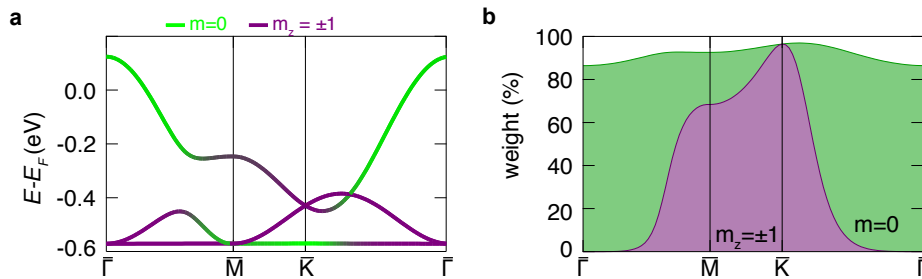 a
m=0 m_z = ±1
E-E_F (eV)
0.0
-0.2
-0.4
-0.6
Γ̄ M̄ K̄ Γ̄
b
weight (%)
100
80
60
40
20
0
m_z=±1
m=0
Γ̄ M̄ K̄ Γ̄